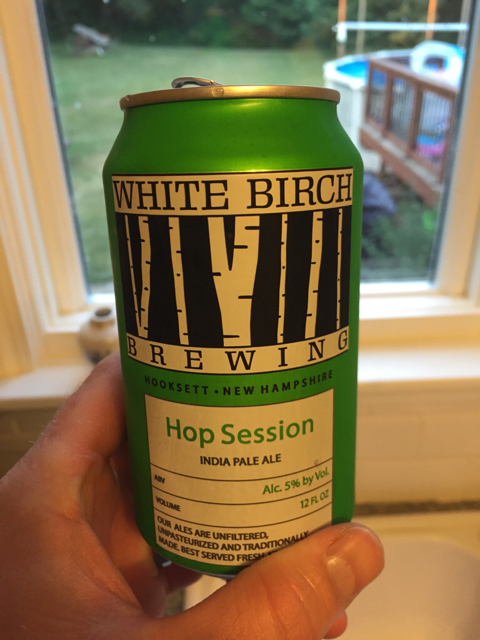 WHITE BIRCH
BREWING
HOOKSETT • NEW HAMPSHIRE
Hop Session
INDIA PALE ALE
ABV
Alc. 5% by Vol.
VOLUME
12 FL OZ
OUR ALES ARE UNFILTERED,
UNPASTEURIZED AND TRADITIONALLY
MADE. BEST SERVED FRESH